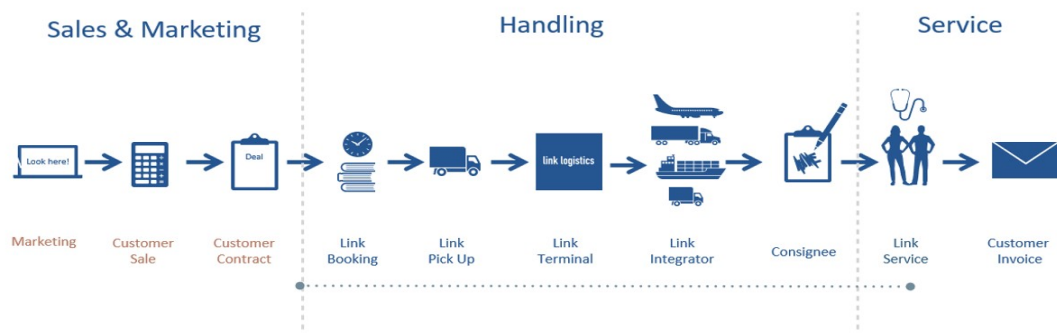 Sales & Marketing
Handling
Service
Look here!
Deal
link logistics
Marketing
Customer
Sale
Customer
Contract
Link
Booking
Link
Pick Up
Link
Terminal
Link
Integrator
Consignee
Link
Service
Customer
Invoice